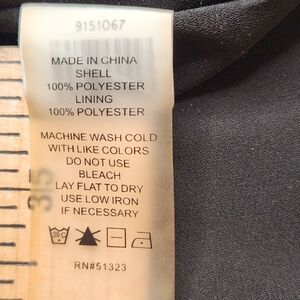 9151067
MADE IN CHINA
SHELL
100% POLYESTER
LINING
100% POLYESTER
MACHINE WASH COLD
WITH LIKE COLORS
DO NOT USE
BLEACH
LAY FLAT TO DRY
USE LOW IRON
IF NECESSARY
RN#51323